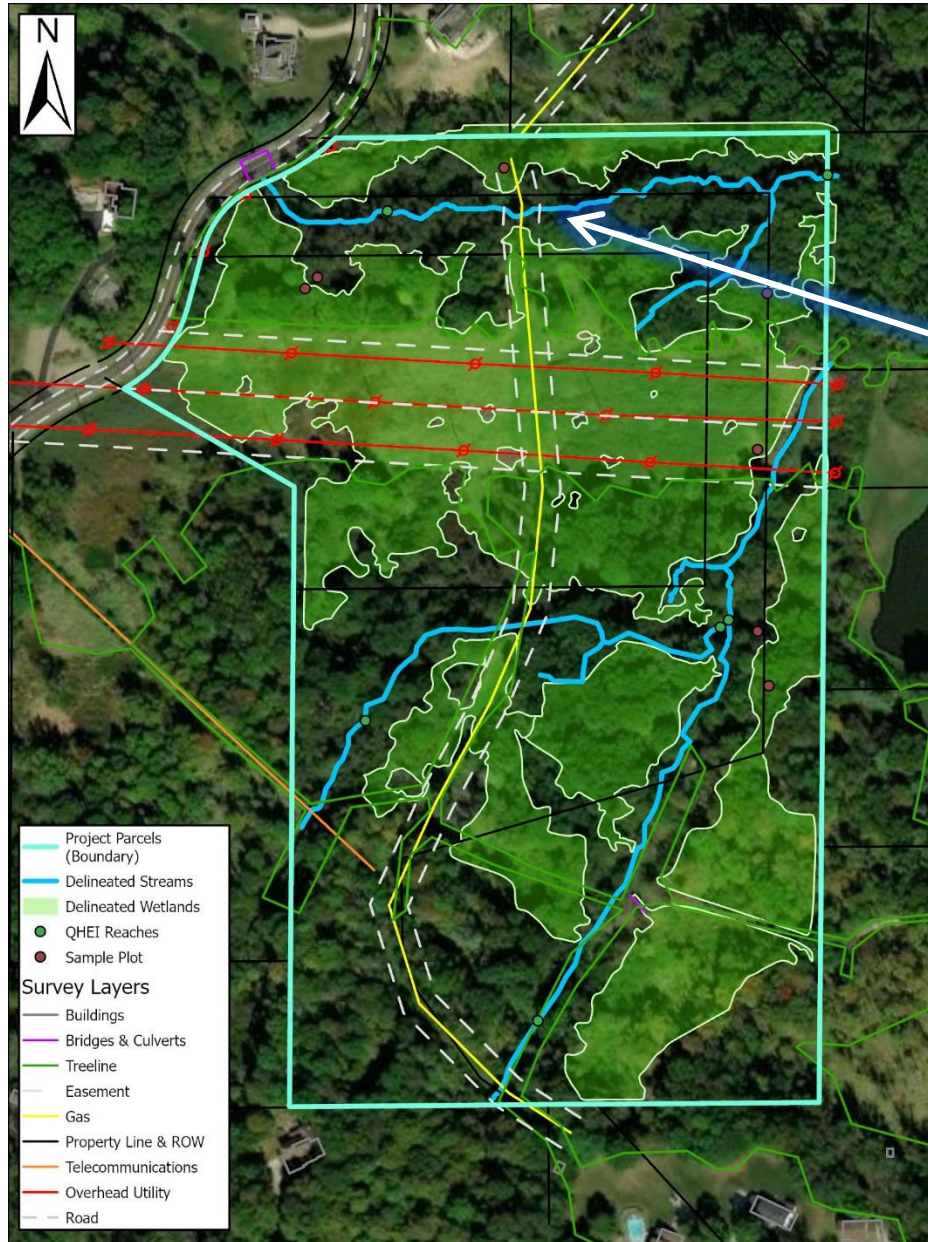 N
Project Parcels
(Boundary)
Delineated Streams
Delineated Wetlands
QHEI Reaches
Sample Plot
Survey Layers
Buildings
Bridges & Culverts
Treeline
Easement
Gas
Property Line & ROW
Telecommunications
Overhead Utility
Road